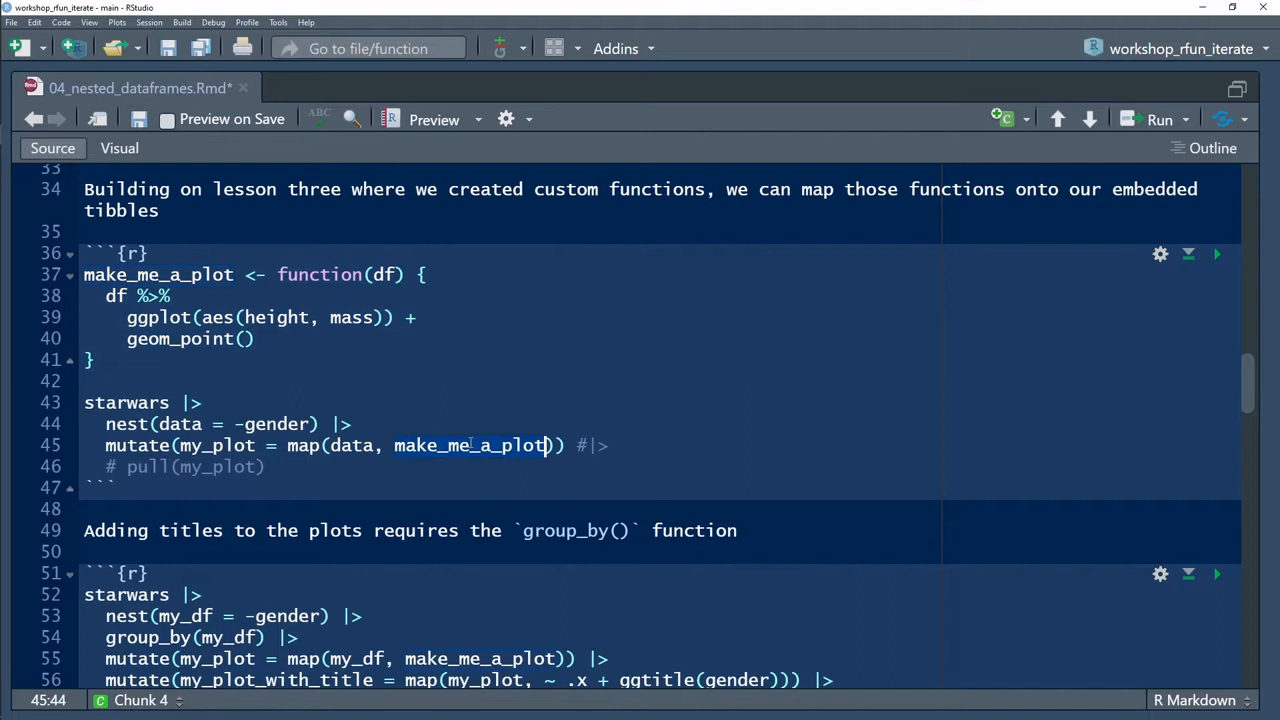 workshop_rfun_iterate - main - RStudio
File Edit Code View Plots Session Build Debug Profile Tools Help
Go to file/function
Addins
workshop_rfun_iterate
04_nested_dataframes.Rmd*
ABC
Preview on Save
Preview
Run
Source Visual
Outline
33
34 Building on lesson three where we created custom functions, we can map those functions onto our embedded
tibbles
35
36 ```{r}
37 make_me_a_plot <- function(df) {
38   df %>%
39     ggplot(aes(height, mass)) +
40     geom_point()
41 }
42
43 starwars |>
44   nest(data = -gender) |>
45   mutate(my_plot = map(data, make_me_a_plot)) #|>
46   # pull(my_plot)
47 ```
48
49 Adding titles to the plots requires the `group_by()` function
50
51 ```{r}
52 starwars |>
53   nest(my_df = -gender) |>
54   group_by(my_df) |>
55   mutate(my_plot = map(my_df, make_me_a_plot)) |>
56   mutate(my_plot_with_title = map(my_plot, ~ .x + ggtitle(gender))) |>
45:44 Chunk 4 R Markdown